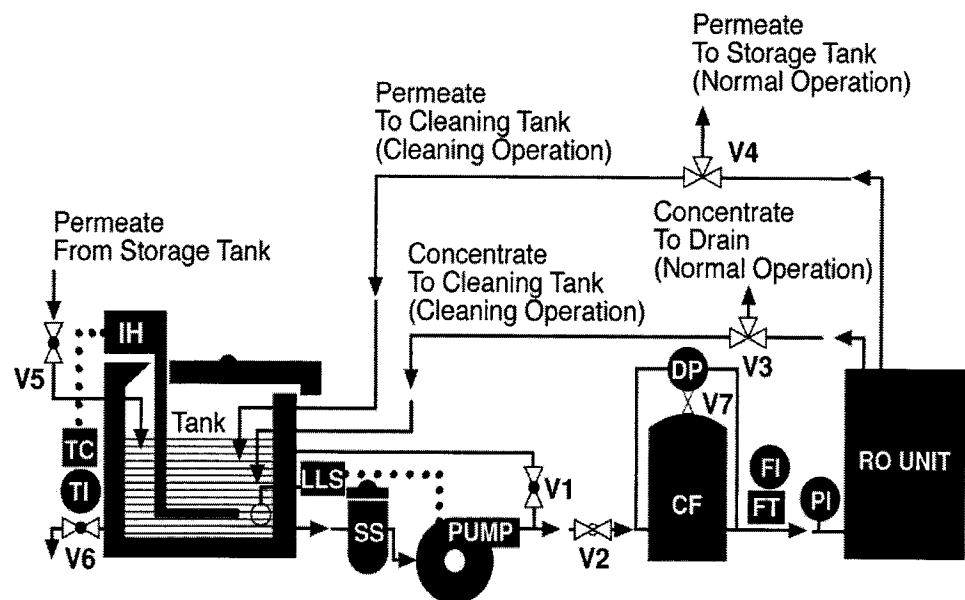 Permeate
To Storage Tank
(Normal Operation)
Permeate
To Cleaning Tank
(Cleaning Operation)
V4
Permeate
From Storage Tank
Concentrate
To Drain
(Normal Operation)
Concentrate
To Cleaning Tank
(Cleaning Operation)
IH
V5
V3
DP
V7
Tank
TC
LLS
TI
V1
FI
RO UNIT
PI
CF
FT
SS
PUMP
V6
V2